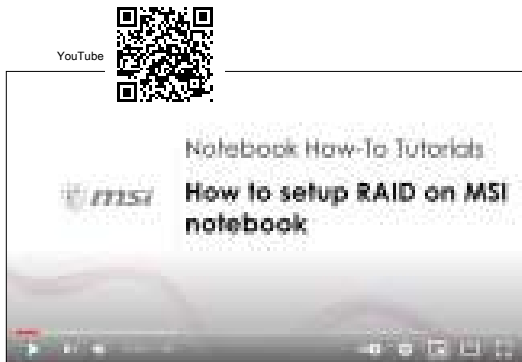 YouTube
Notebook How-To Tutorials
msi
How to setup RAID on MSI
notebook